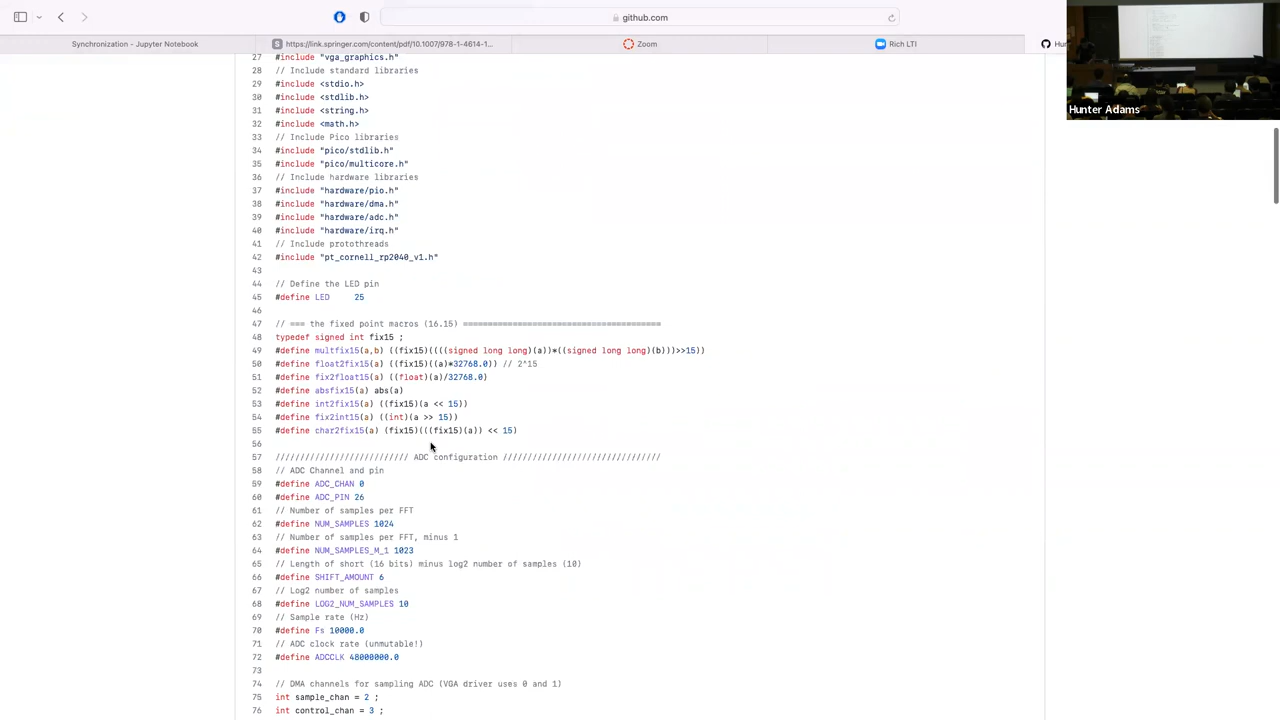 github.com
Synchronization - Jupyter Notebook
S https://link.springer.com/content/pdf/10.1007/978-1-4614-1...
Zoom
Rich LTI
Hunter Adams
27 #include "vga_graphics.h"
28 // Include standard libraries
29 #include <stdio.h>
30 #include <stdlib.h>
31 #include <string.h>
32 #include <math.h>
33 // Include Pico libraries
34 #include "pico/stdlib.h"
35 #include "pico/multicore.h"
36 // Include hardware libraries
37 #include "hardware/pio.h"
38 #include "hardware/dma.h"
39 #include "hardware/adc.h"
40 #include "hardware/irq.h"
41 // Include protothreads
42 #include "pt_cornell_rp2040_v1.h"
43
44 // Define the LED pin
45 #define LED     25
46
47 // === the fixed point macros (16.15) ========================================
48 typedef signed int fix15 ;
49 #define multfix15(a,b) ((fix15)((((signed long long)(a))*((signed long long)(b)))>>15))
50 #define float2fix15(a) ((fix15)((a)*32768.0)) // 2^15
51 #define fix2float15(a) ((float)(a)/32768.0)
52 #define absfix15(a) abs(a)
53 #define int2fix15(a) ((fix15)(a << 15))
54 #define fix2int15(a) ((int)(a >> 15))
55 #define char2fix15(a) (fix15)(((fix15)(a)) << 15)
56
57 /////////////////////////// ADC configuration ////////////////////////////////
58 // ADC Channel and pin
59 #define ADC_CHAN 0
60 #define ADC_PIN 26
61 // Number of samples per FFT
62 #define NUM_SAMPLES 1024
63 // Number of samples per FFT, minus 1
64 #define NUM_SAMPLES_M_1 1023
65 // Length of short (16 bits) minus log2 number of samples (10)
66 #define SHIFT_AMOUNT 6
67 // Log2 number of samples
68 #define LOG2_NUM_SAMPLES 10
69 // Sample rate (Hz)
70 #define Fs 10000.0
71 // ADC clock rate (unmutable!)
72 #define ADCCLK 48000000.0
73
74 // DMA channels for sampling ADC (VGA driver uses 0 and 1)
75 int sample_chan = 2 ;
76 int control_chan = 3 ;